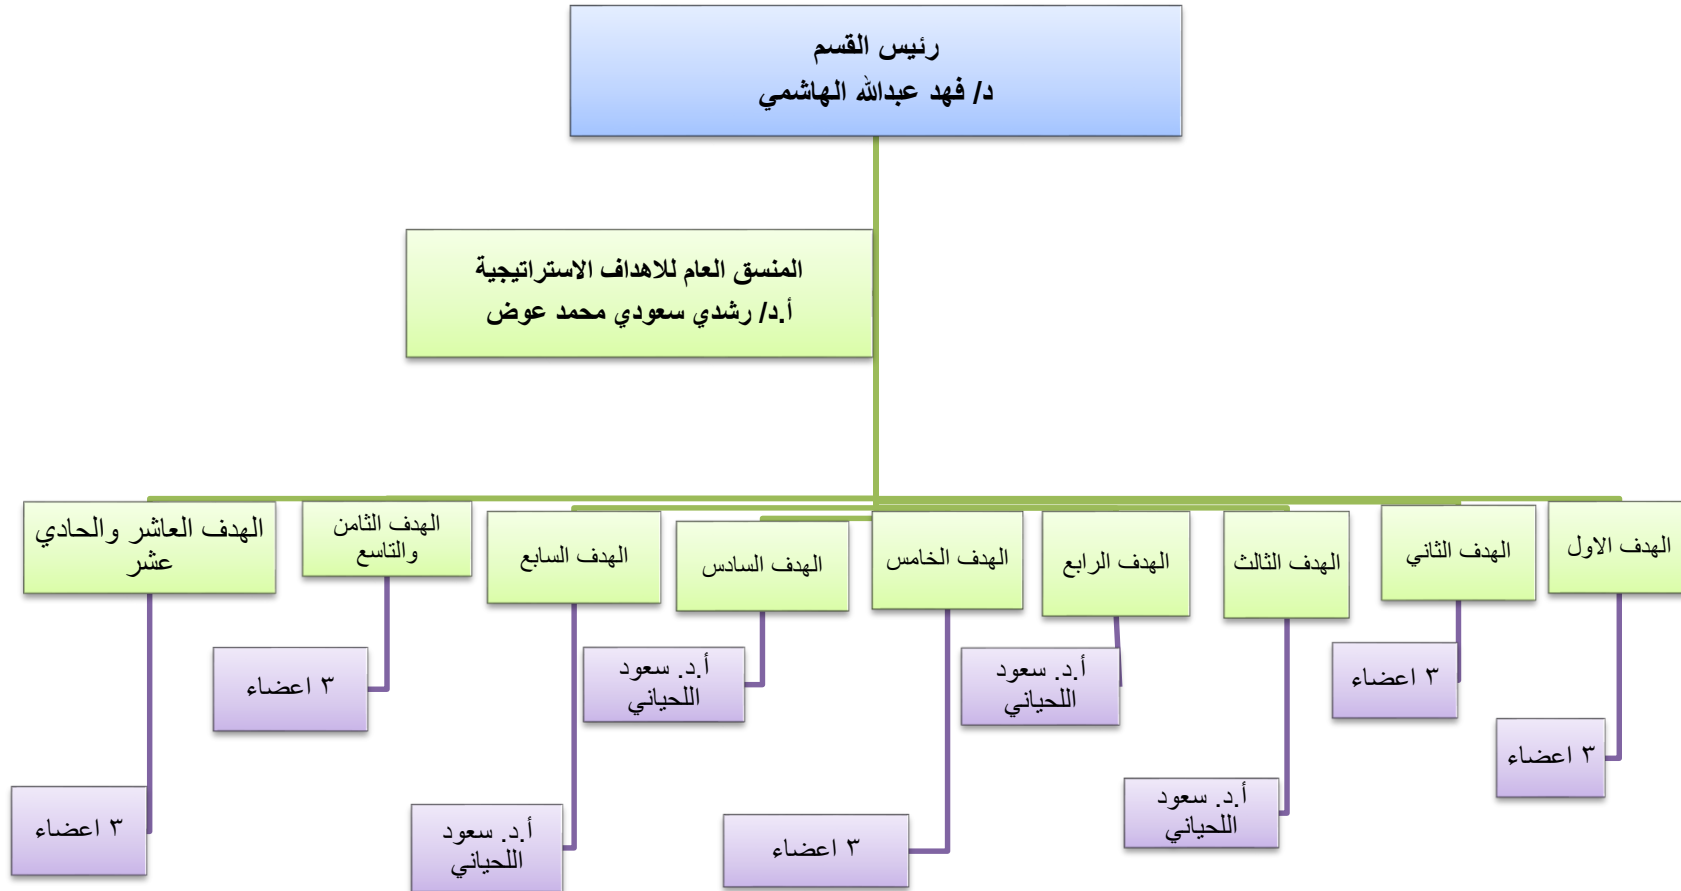 رئيس القسم
د/ فهد عبدالله الهاشمي
المنسق العام للاهداف الاستراتيجية
أ.د/ رشدي سعودي محمد عوض
الهدف الاول
الهدف الثاني
الهدف الثالث
الهدف الرابع
الهدف الخامس
الهدف السادس
الهدف السابع
الهدف الثامن
والتاسع
الهدف العاشر والحادي
عشر
٣ اعضاء
٣ اعضاء
أ.د. سعود
اللحياني
أ.د. سعود
اللحياني
٣ اعضاء
أ.د. سعود
اللحياني
أ.د. سعود
اللحياني
٣ اعضاء
٣ اعضاء